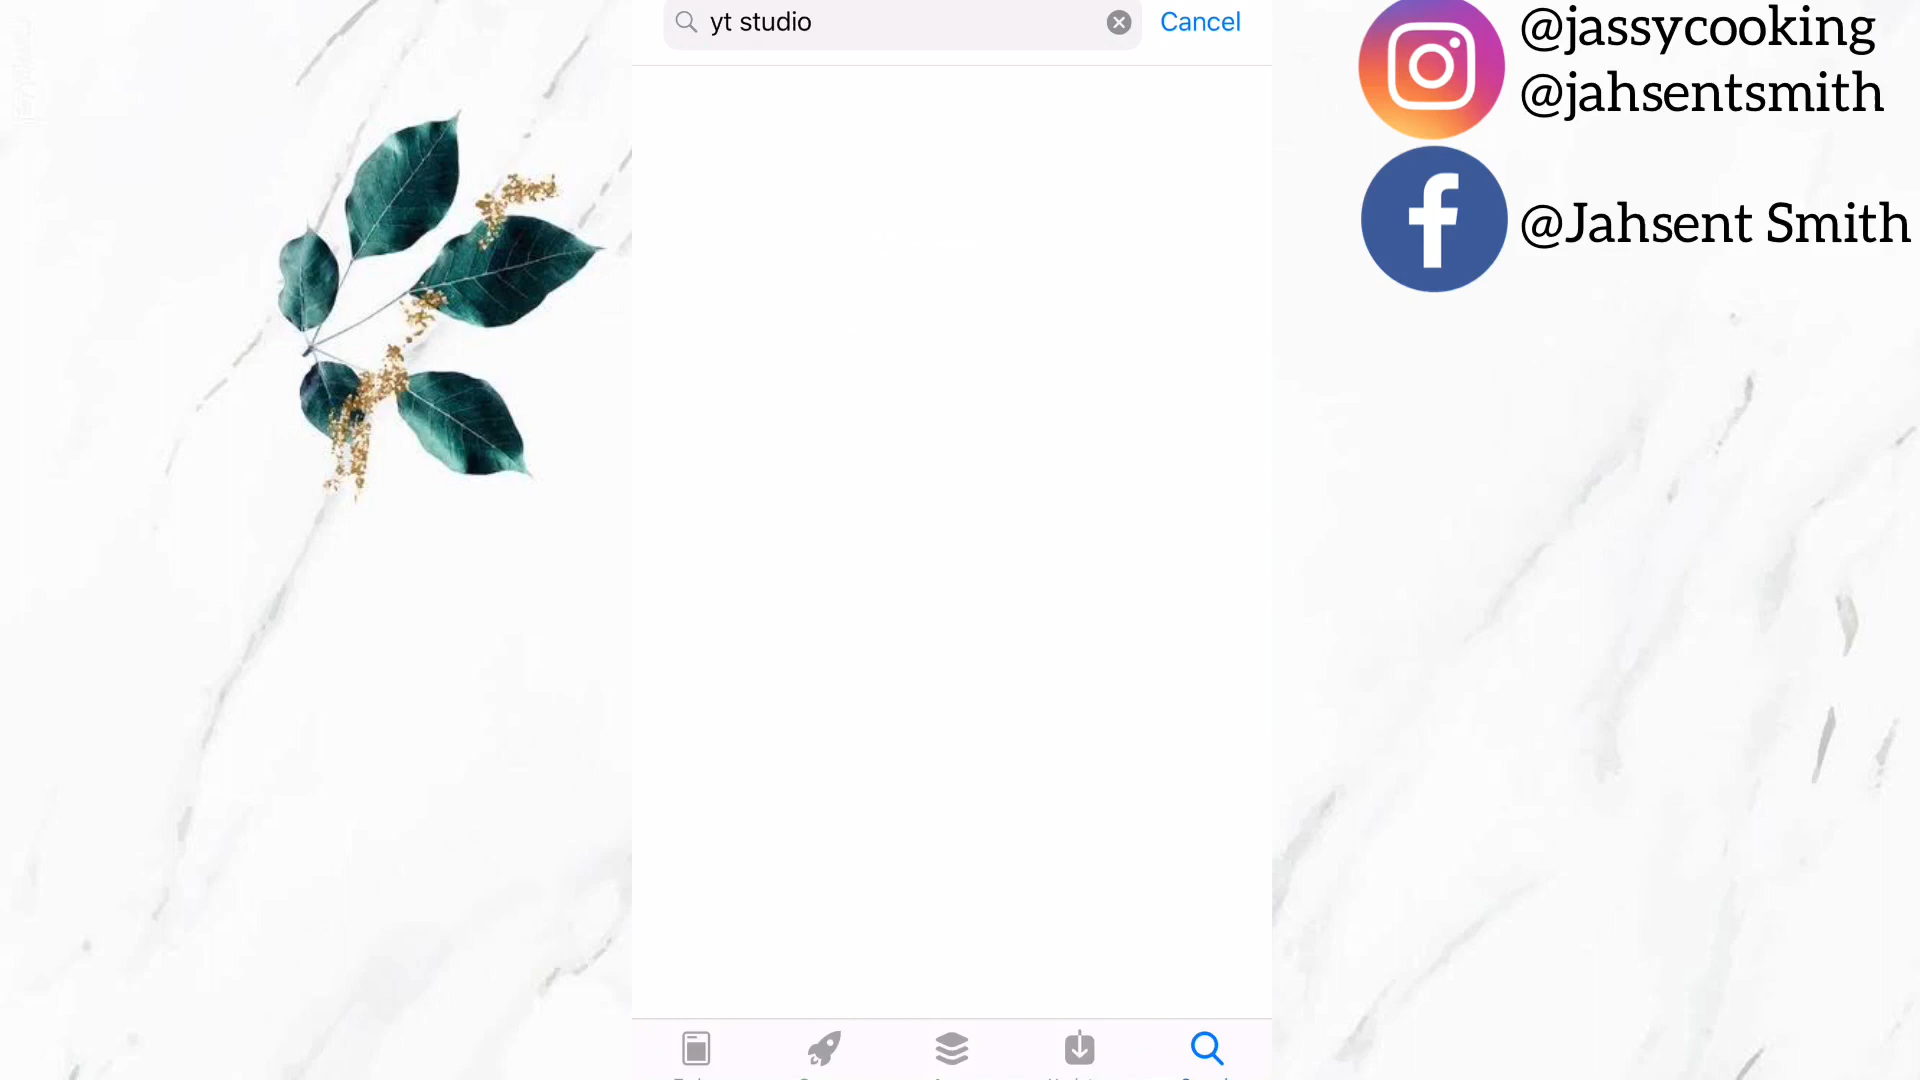 yt studio
Cancel
@jassycooking
@jahsentsmith
@Jahsent Smith